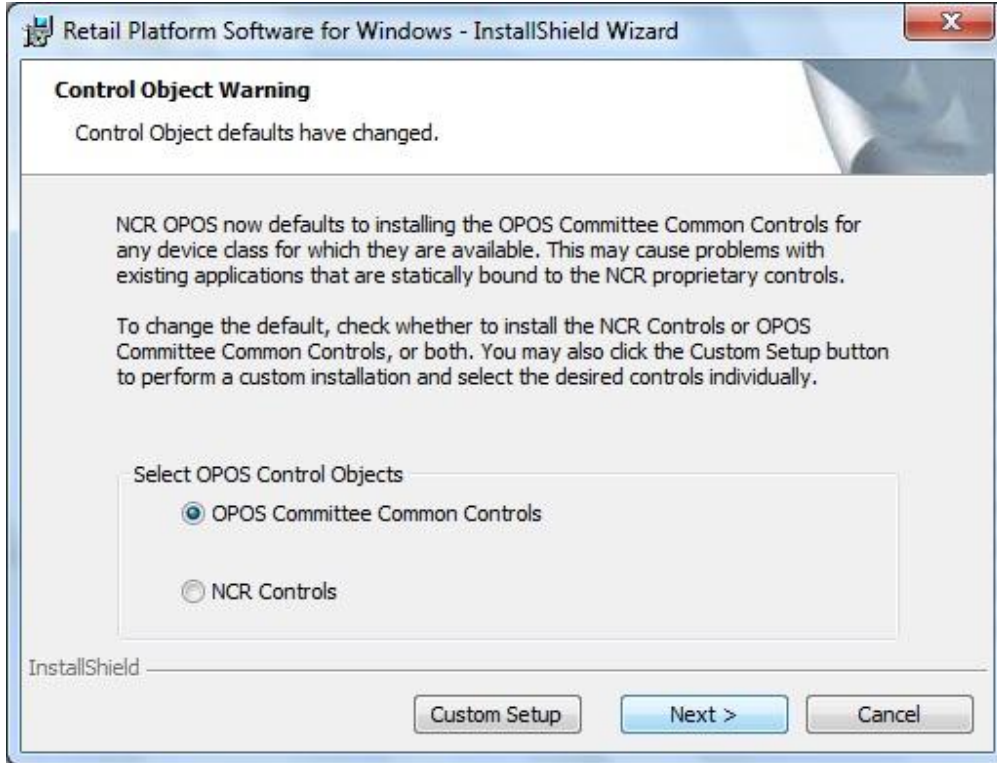 Retail Platform Software for Windows - InstallShield Wizard
Control Object Warning
Control Object defaults have changed.
NCR OPOS now defaults to installing the OPOS Committee Common Controls for
any device class for which they are available. This may cause problems with
existing applications that are statically bound to the NCR proprietary controls.
To change the default, check whether to install the NCR Controls or OPOS
Committee Common Controls, or both. You may also click the Custom Setup button
to perform a custom installation and select the desired controls individually.
Select OPOS Control Objects
OPOS Committee Common Controls
NCR Controls
InstallShield
Custom Setup
Next >
Cancel